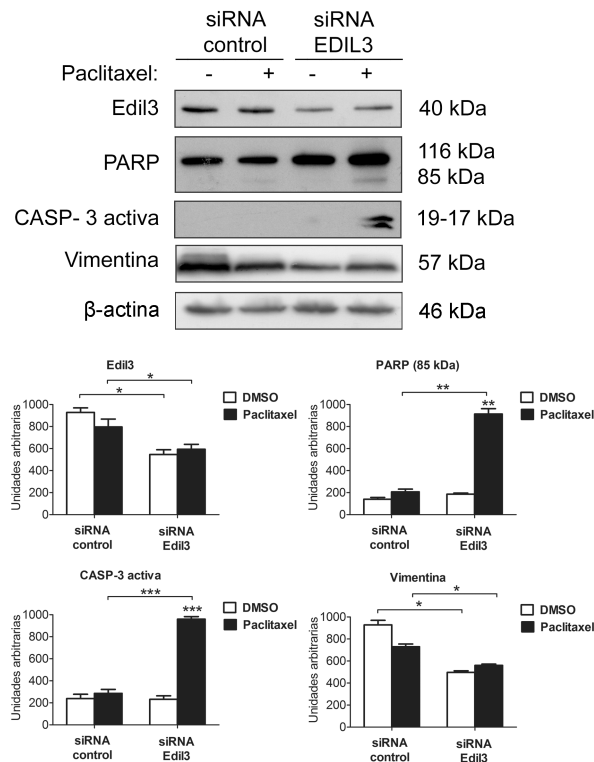 siRNA control
siRNA EDIL3
Paclitaxel: - + - +
Edil3 40 kDa
PARP 116 kDa
85 kDa
CASP- 3 activa 19-17 kDa
Vimentina 57 kDa
β-actina 46 kDa
Edil3
* *
DMSO
Paclitaxel
Unidades arbitrarias
1000
800
600
400
200
0
siRNA control
siRNA Edil3
PARP (85 kDa)
**
**
DMSO
Paclitaxel
Unidades arbitrarias
1000
800
600
400
200
0
siRNA control
siRNA Edil3
CASP-3 activa
***
***
DMSO
Paclitaxel
Unidades arbitrarias
1000
800
600
400
200
0
siRNA control
siRNA Edil3
Vimentina
* *
DMSO
Paclitaxel
Unidades arbitrarias
1000
800
600
400
200
0
siRNA control
siRNA Edil3